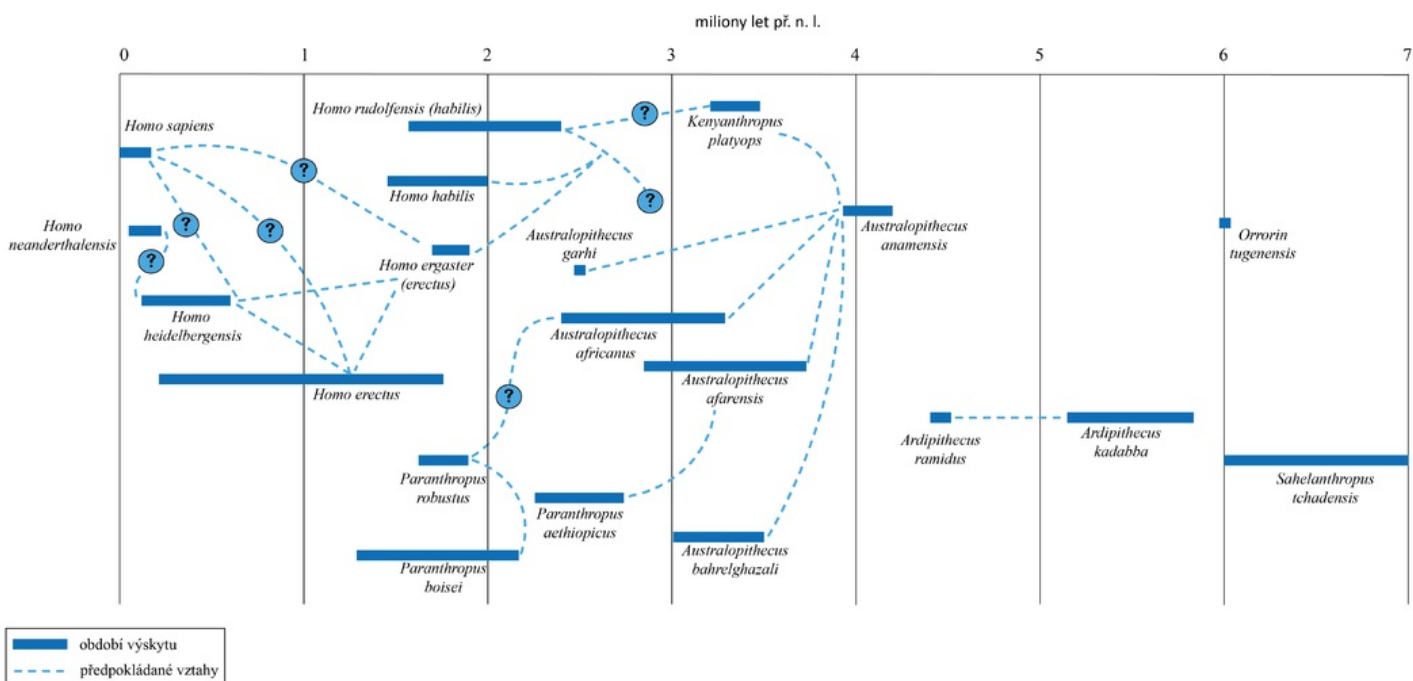 miliony let př. n. l.
0 1 2 3 4 5 6 7
Homo rudolfensis (habilis)
?
Kenyanthropus
platyops
Homo sapiens
?
Homo habilis
?
Homo
neanderthalensis
?
?
?
Australopithecus
garhi
Australopithecus
anamensis
Orrorin
tugenensis
Homo ergaster
(erectus)
Homo
heidelbergensis
Australopithecus
africanus
Homo erectus
?
Australopithecus
afarensis
Ardipithecus
ramidus
Ardipithecus
kadabba
Paranthropus
robustus
Sahelanthropus
tchadensis
Paranthropus
aethiopicus
Australopithecus
bahrelghazali
Paranthropus
boisei
období výskytu
předpokládané vztahy